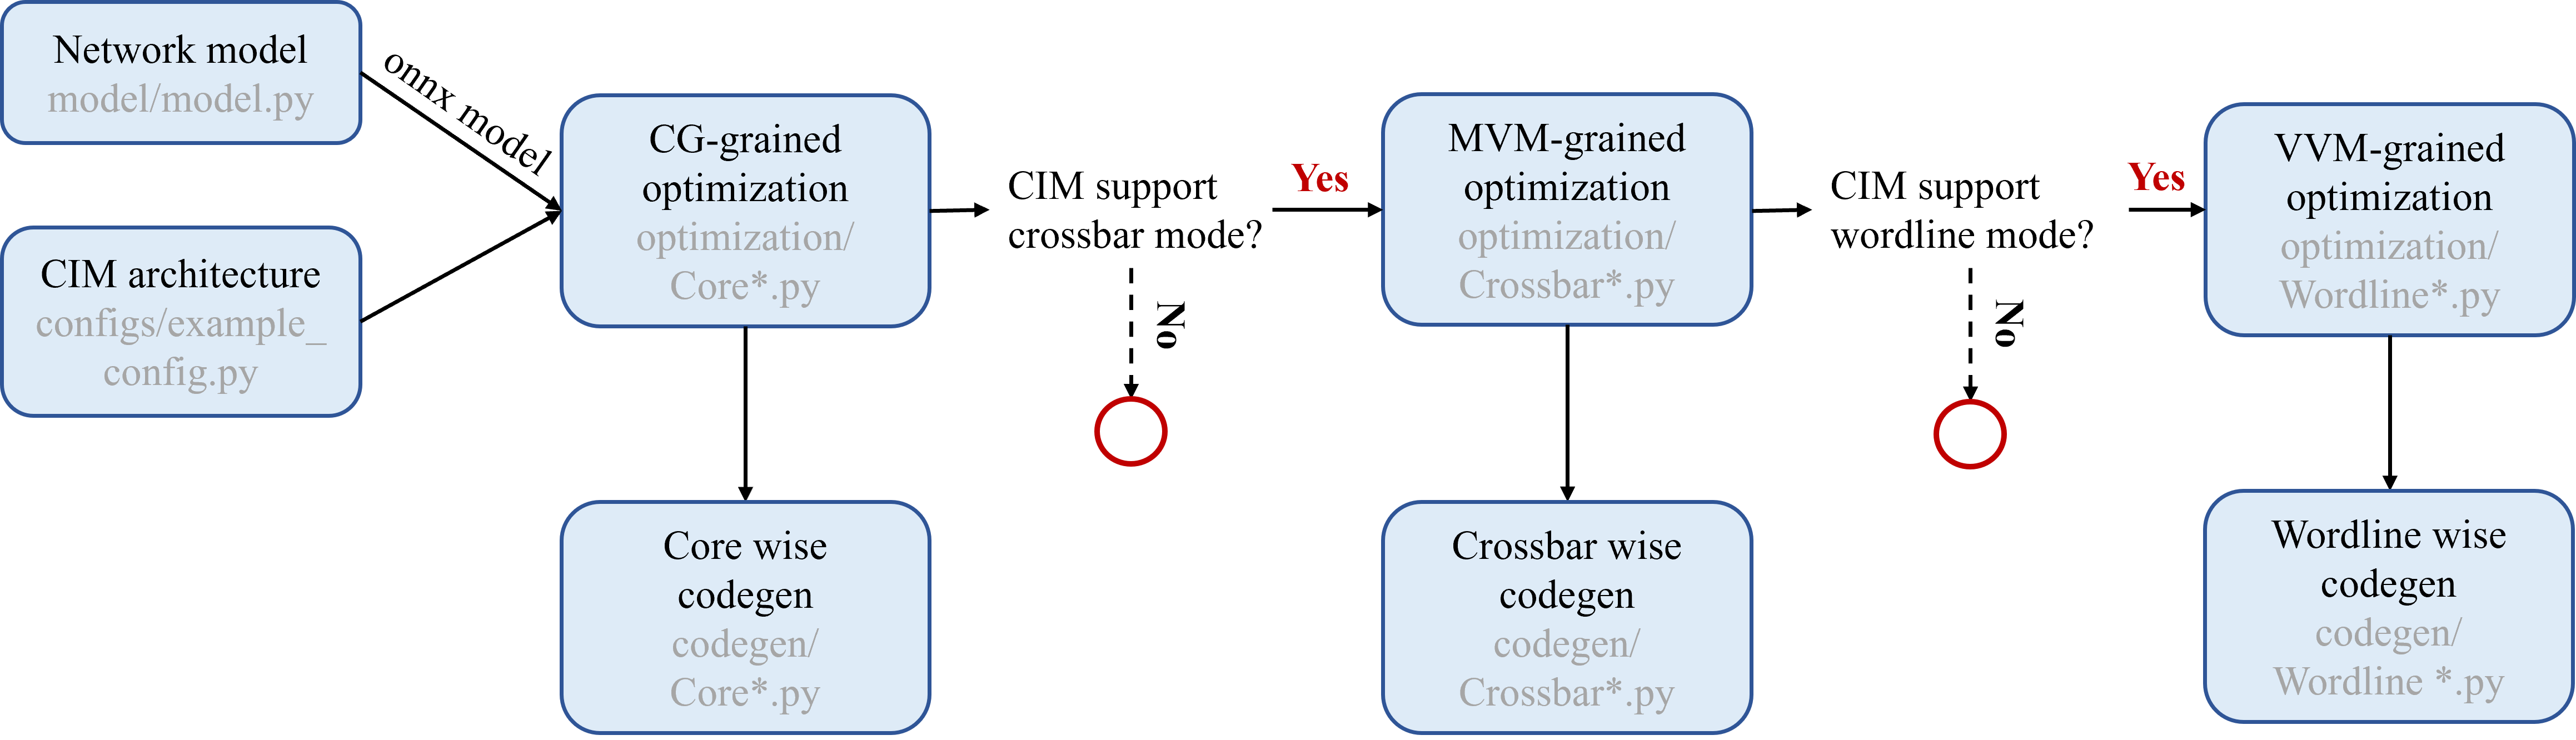 Network model
model/model.py
onnx model
CIM architecture
configs/example_
config.py
CG-grained
optimization
optimization/
Core*.py
Core wise
codegen
codegen/
Core*.py
CIM support
crossbar mode?
Yes
No
MVM-grained
optimization
optimization/
Crossbar*.py
Crossbar wise
codegen
codegen/
Crossbar*.py
CIM support
wordline mode?
Yes
No
VVM-grained
optimization
optimization/
Wordline*.py
Wordline wise
codegen
codegen/
Wordline *.py